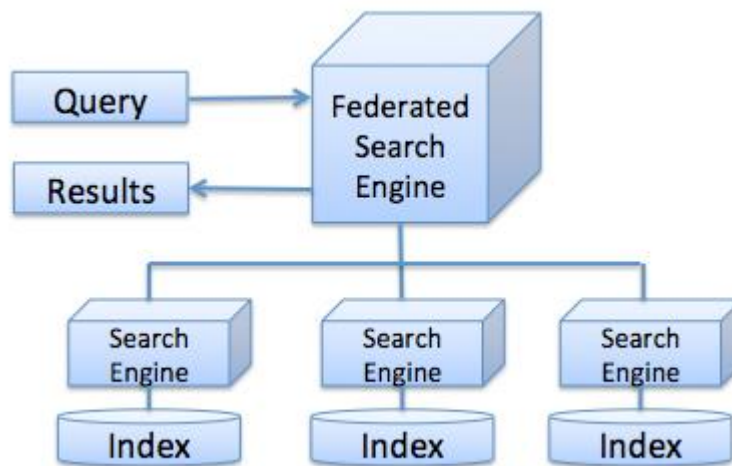 Query
Federated
Search
Engine
Results
Search
Engine
Search
Engine
Search
Engine
Index
Index
Index